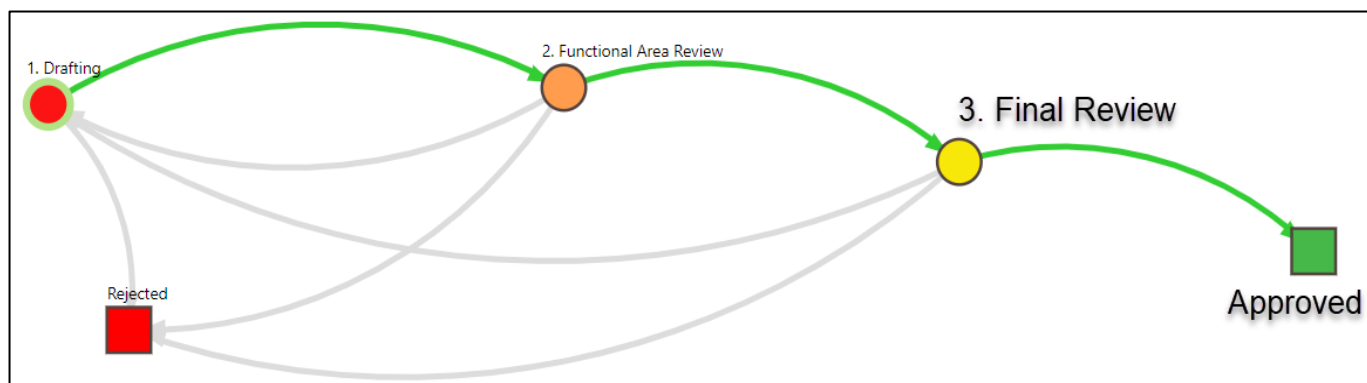 1. Drafting
2. Functional Area Review
3. Final Review
Rejected
Approved